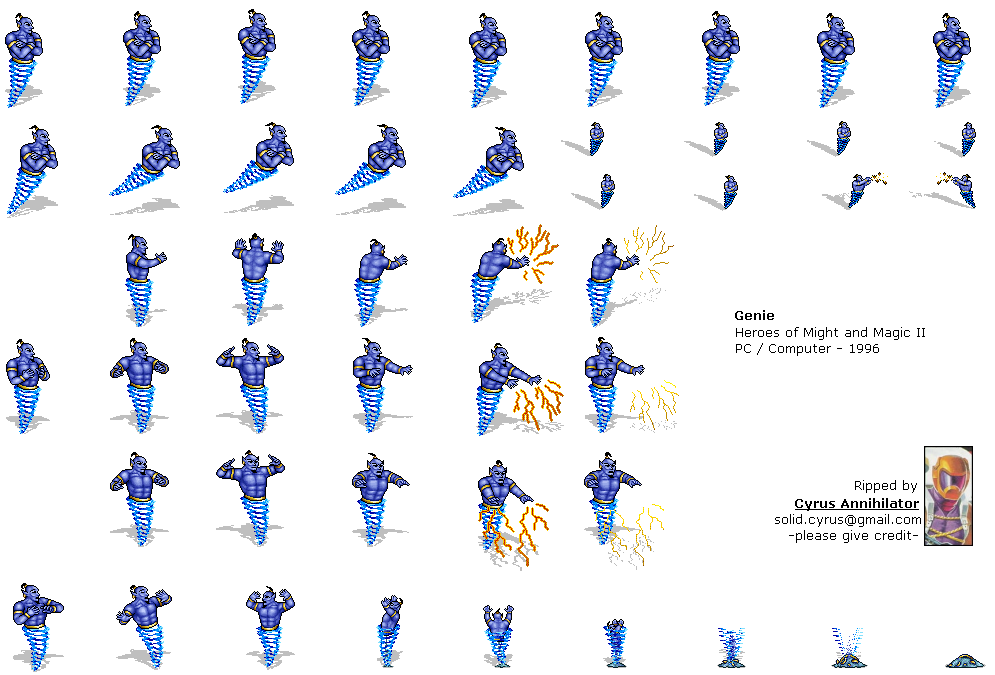 Genie
Heroes of Might and Magic II
PC / Computer - 1996
Ripped by
Cyrus Annihilator
solid.cyrus@gmail.com
-please give credit-